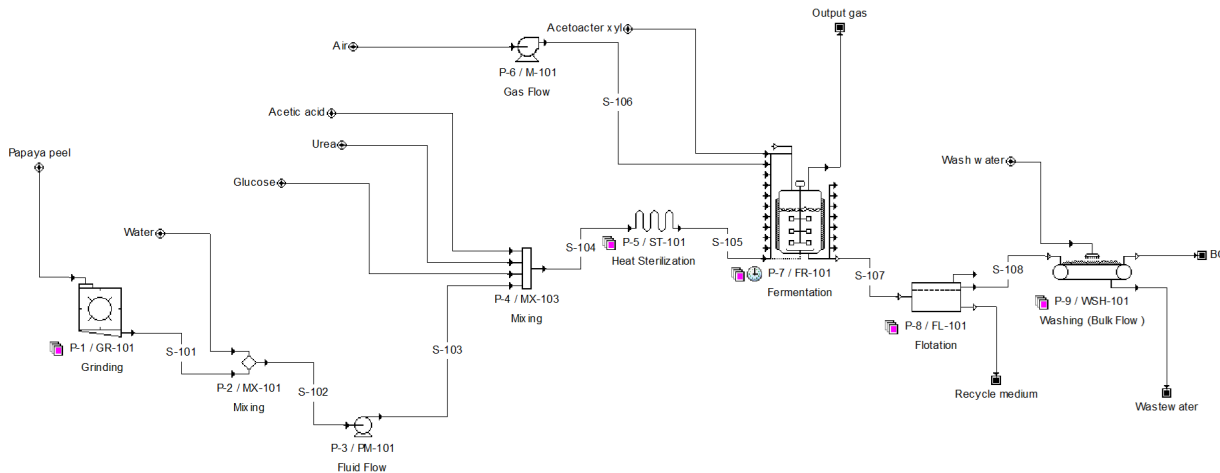 Output gas
Acetoacter xyl
Air
P-6 / M-101
Gas Flow
S-106
Acetic acid
Urea
Papaya peel
Glucose
Wash water
Water
S-104
P-5 / ST-101
Heat Sterilization
S-105
P-7 / FR-101
Fermentation
S-107
S-108
P-4 / MX-103
Mixing
P-9 / WSH-101
Washing (Bulk Flow)
P-8 / FL-101
Flotation
P-1 / GR-101
Grinding
S-101
P-2 / MX-101
Mixing
S-102
S-103
Recycle medium
Wastewater
P-3 / PM-101
Fluid Flow